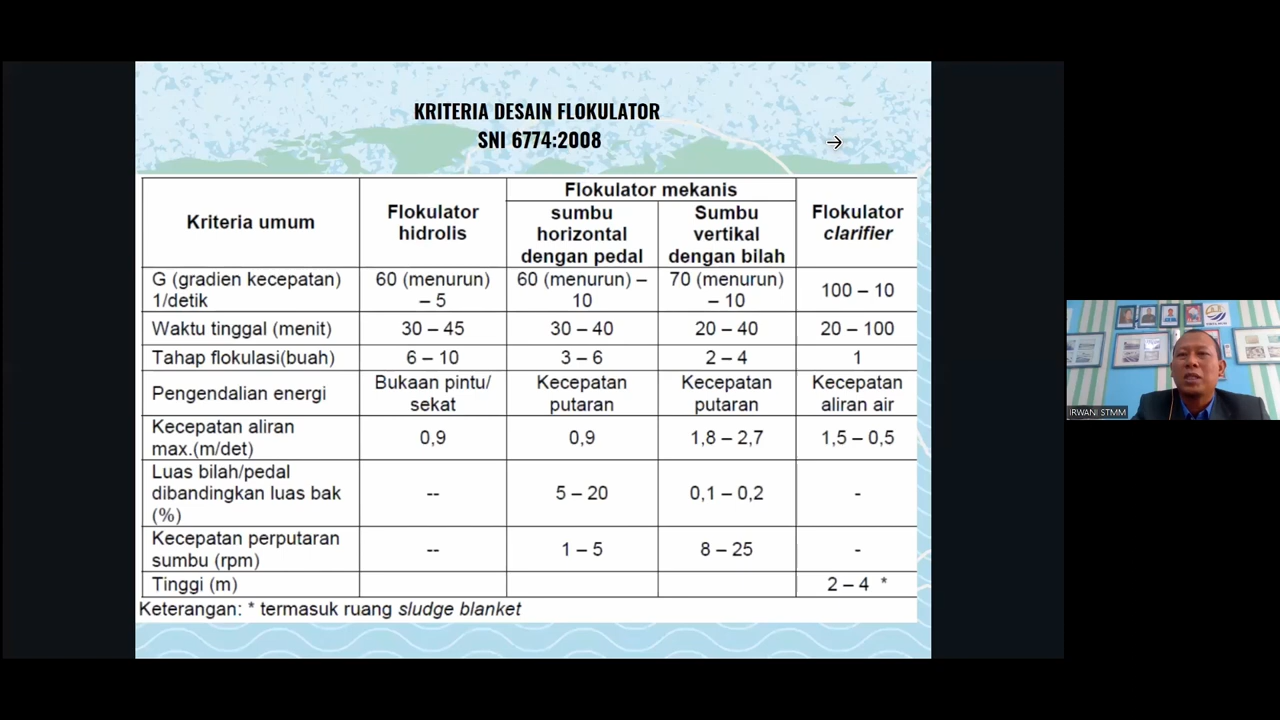 KRITERIA DESAIN FLOKULATOR
SNI 6774:2008
Kriteria umum
Flokulator
hidrolis
Flokulator mekanis
sumbu
horizontal
dengan pedal
Sumbu
vertikal
dengan bilah
Flokulator
clarifier
G (gradien kecepatan)
1/detik
60 (menurun)
– 5
60 (menurun) –
10
70 (menurun)
– 10
100 – 10
Waktu tinggal (menit)
30 – 45
30 – 40
20 – 40
20 – 100
Tahap flokulasi(buah)
6 – 10
3 – 6
2 – 4
1
Pengendalian energi
Bukaan pintu/
sekat
Kecepatan
putaran
Kecepatan
putaran
Kecepatan
aliran air
Kecepatan aliran
max.(m/det)
0,9
0,9
1,8 – 2,7
1,5 – 0,5
Luas bilah/pedal
dibandingkan luas bak
(%)
--
5 – 20
0,1 – 0,2
-
Kecepatan perputaran
sumbu (rpm)
--
1 – 5
8 – 25
-
Tinggi (m)
2 – 4 *
Keterangan: * termasuk ruang sludge blanket
IRWANI STMM